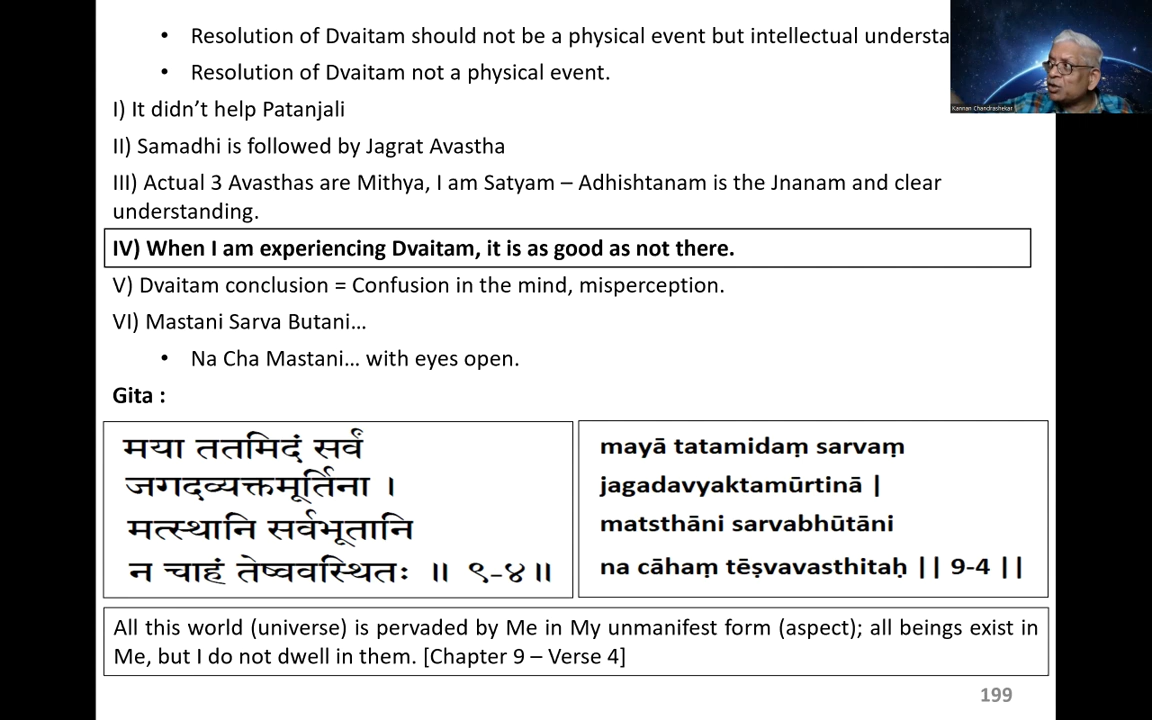 • Resolution of Dvaitam should not be a physical event but intellectual understa
• Resolution of Dvaitam not a physical event.
Kannan Chandrashekar
I) It didn’t help Patanjali
II) Samadhi is followed by Jagrat Avastha
III) Actual 3 Avasthas are Mithya, I am Satyam – Adhishtanam is the Jnanam and clear
understanding.
IV) When I am experiencing Dvaitam, it is as good as not there.
V) Dvaitam conclusion = Confusion in the mind, misperception.
VI) Mastani Sarva Butani…
• Na Cha Mastani… with eyes open.
Gita :
मया ततमिदं सर्वं
जगदव्यक्तमूर्तिना ।
मत्स्थानि सर्वभूतानि
न चाहं तेष्ववस्थितः ॥ ९-४॥
mayā tatamidaṃ sarvaṃ
jagadavyaktamūrtinā |
matsthāni sarvabhūtāni
na cāhaṃ tēṣvavasthitaḥ || 9-4 ||
All this world (universe) is pervaded by Me in My unmanifest form (aspect); all beings exist in
Me, but I do not dwell in them. [Chapter 9 – Verse 4]
199